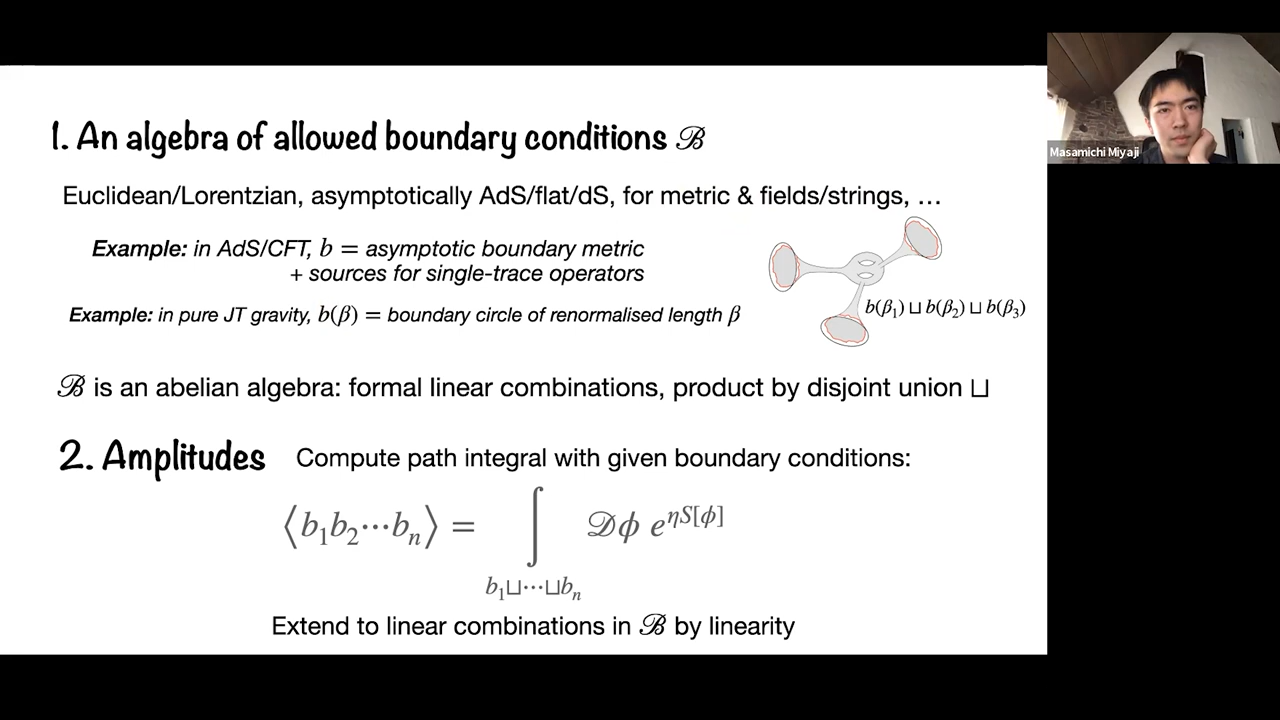 1. An algebra of allowed boundary conditions ℬ
Euclidean/Lorentzian, asymptotically AdS/flat/dS, for metric & fields/strings, …
Example: in AdS/CFT, b = asymptotic boundary metric
+ sources for single-trace operators
Example: in pure JT gravity, b(β) = boundary circle of renormalised length β
b(β₁) ⊔ b(β₂) ⊔ b(β₃)
ℬ is an abelian algebra: formal linear combinations, product by disjoint union ⊔
2. Amplitudes Compute path integral with given boundary conditions:
⟨b₁b₂⋯bₙ⟩ = ∫ 𝒟ϕ e^{ηS[ϕ]}
b₁⊔⋯⊔bₙ
Extend to linear combinations in ℬ by linearity
Masamichi Miyaji